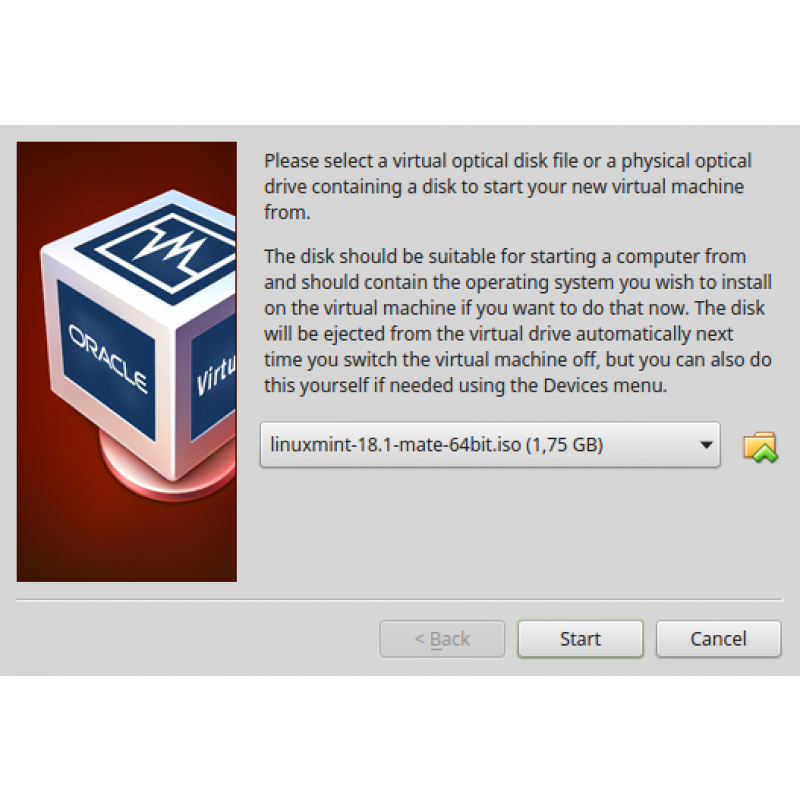 Please select a virtual optical disk file or a physical optical
drive containing a disk to start your new virtual machine
from.
The disk should be suitable for starting a computer from
and should contain the operating system you wish to install
on the virtual machine if you want to do that now. The disk
will be ejected from the virtual drive automatically next
time you switch the virtual machine off, but you can also do
this yourself if needed using the Devices menu.
ORACLE
Virtu
linuxmint-18.1-mate-64bit.iso (1,75 GB)
< Back
Start
Cancel